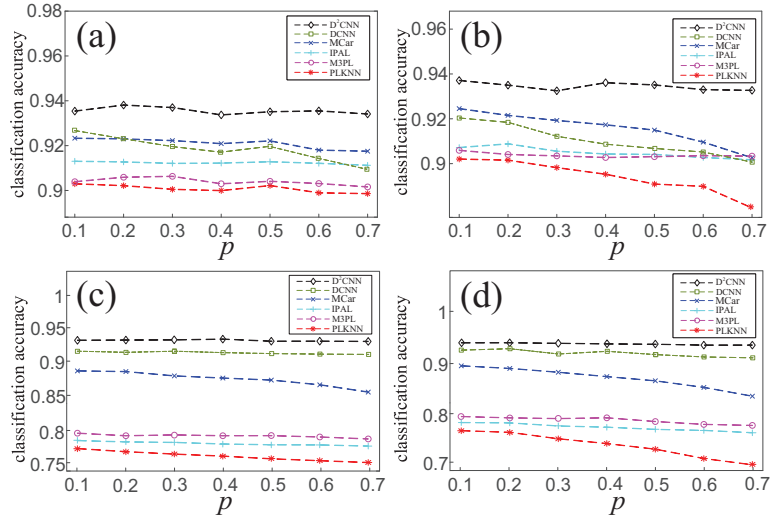 (a)
0.98
0.96
0.94
0.92
0.9
classification accuracy
0.1 0.2 0.3 0.4 0.5 0.6 0.7
p
D²CNN
DCNN
MCar
IPAL
M3PL
PLKNN
(b)
0.96
0.94
0.92
0.9
classification accuracy
0.1 0.2 0.3 0.4 0.5 0.6 0.7
p
D²CNN
DCNN
MCar
IPAL
M3PL
PLKNN
(c)
1
0.95
0.9
0.85
0.8
0.75
classification accuracy
0.1 0.2 0.3 0.4 0.5 0.6 0.7
p
D²CNN
DCNN
MCar
IPAL
M3PL
PLKNN
(d)
1
0.9
0.8
0.7
classification accuracy
0.1 0.2 0.3 0.4 0.5 0.6 0.7
p
D²CNN
DCNN
MCar
IPAL
M3PL
PLKNN